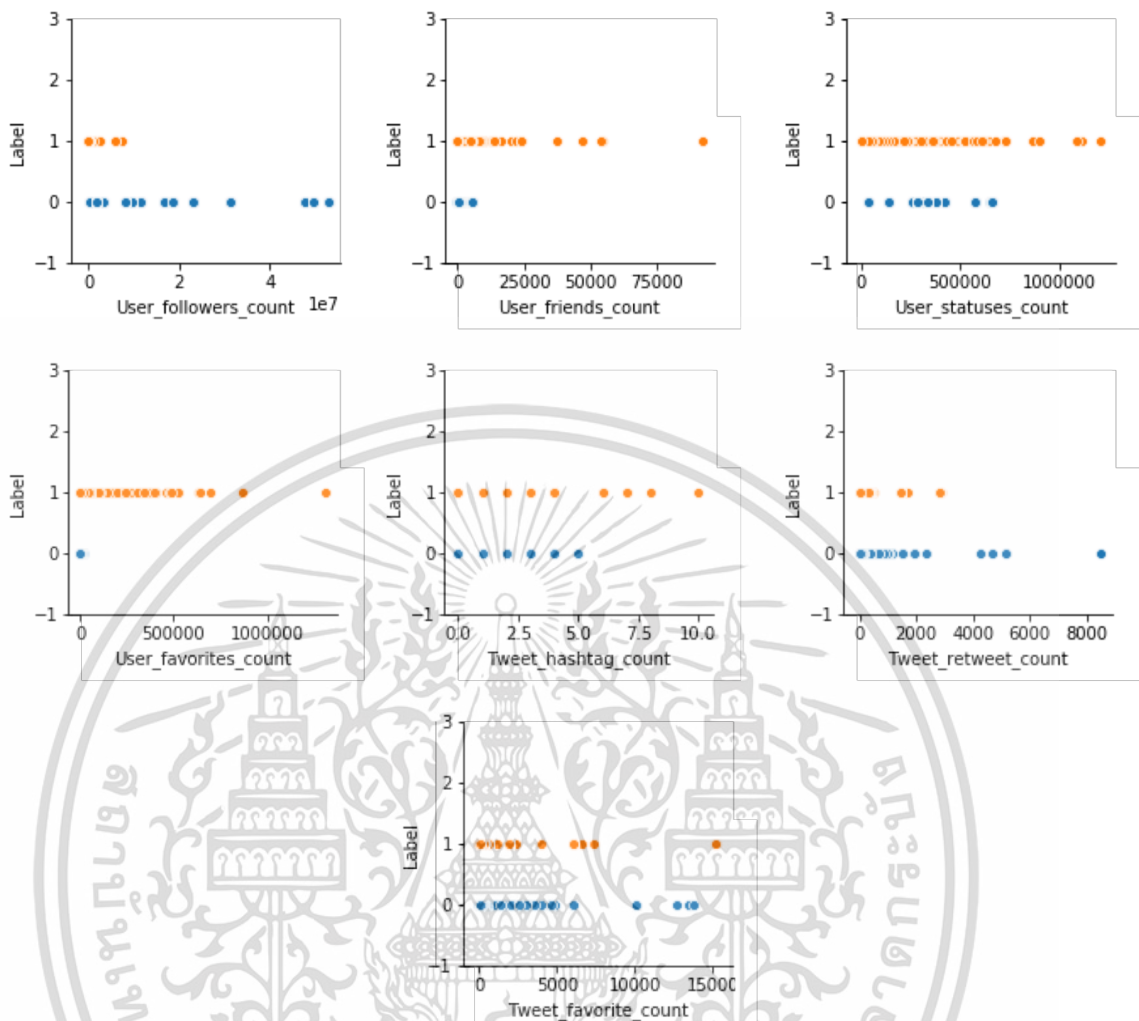 3
2
1
0
−1
Label
0 2 4
User_followers_count 1e7
3
2
1
0
−1
Label
0 25000 50000 75000
User_friends_count
3
2
1
0
−1
Label
0 500000 1000000
User_statuses_count
3
2
1
0
−1
Label
0 500000 1000000
User_favorites_count
3
2
1
0
−1
Label
0.0 2.5 5.0 7.5 10.0
Tweet_hashtag_count
3
2
1
0
−1
Label
0 2000 4000 6000 8000
Tweet_retweet_count
3
2
1
0
−1
Label
0 5000 10000 15000
Tweet_favorite_count